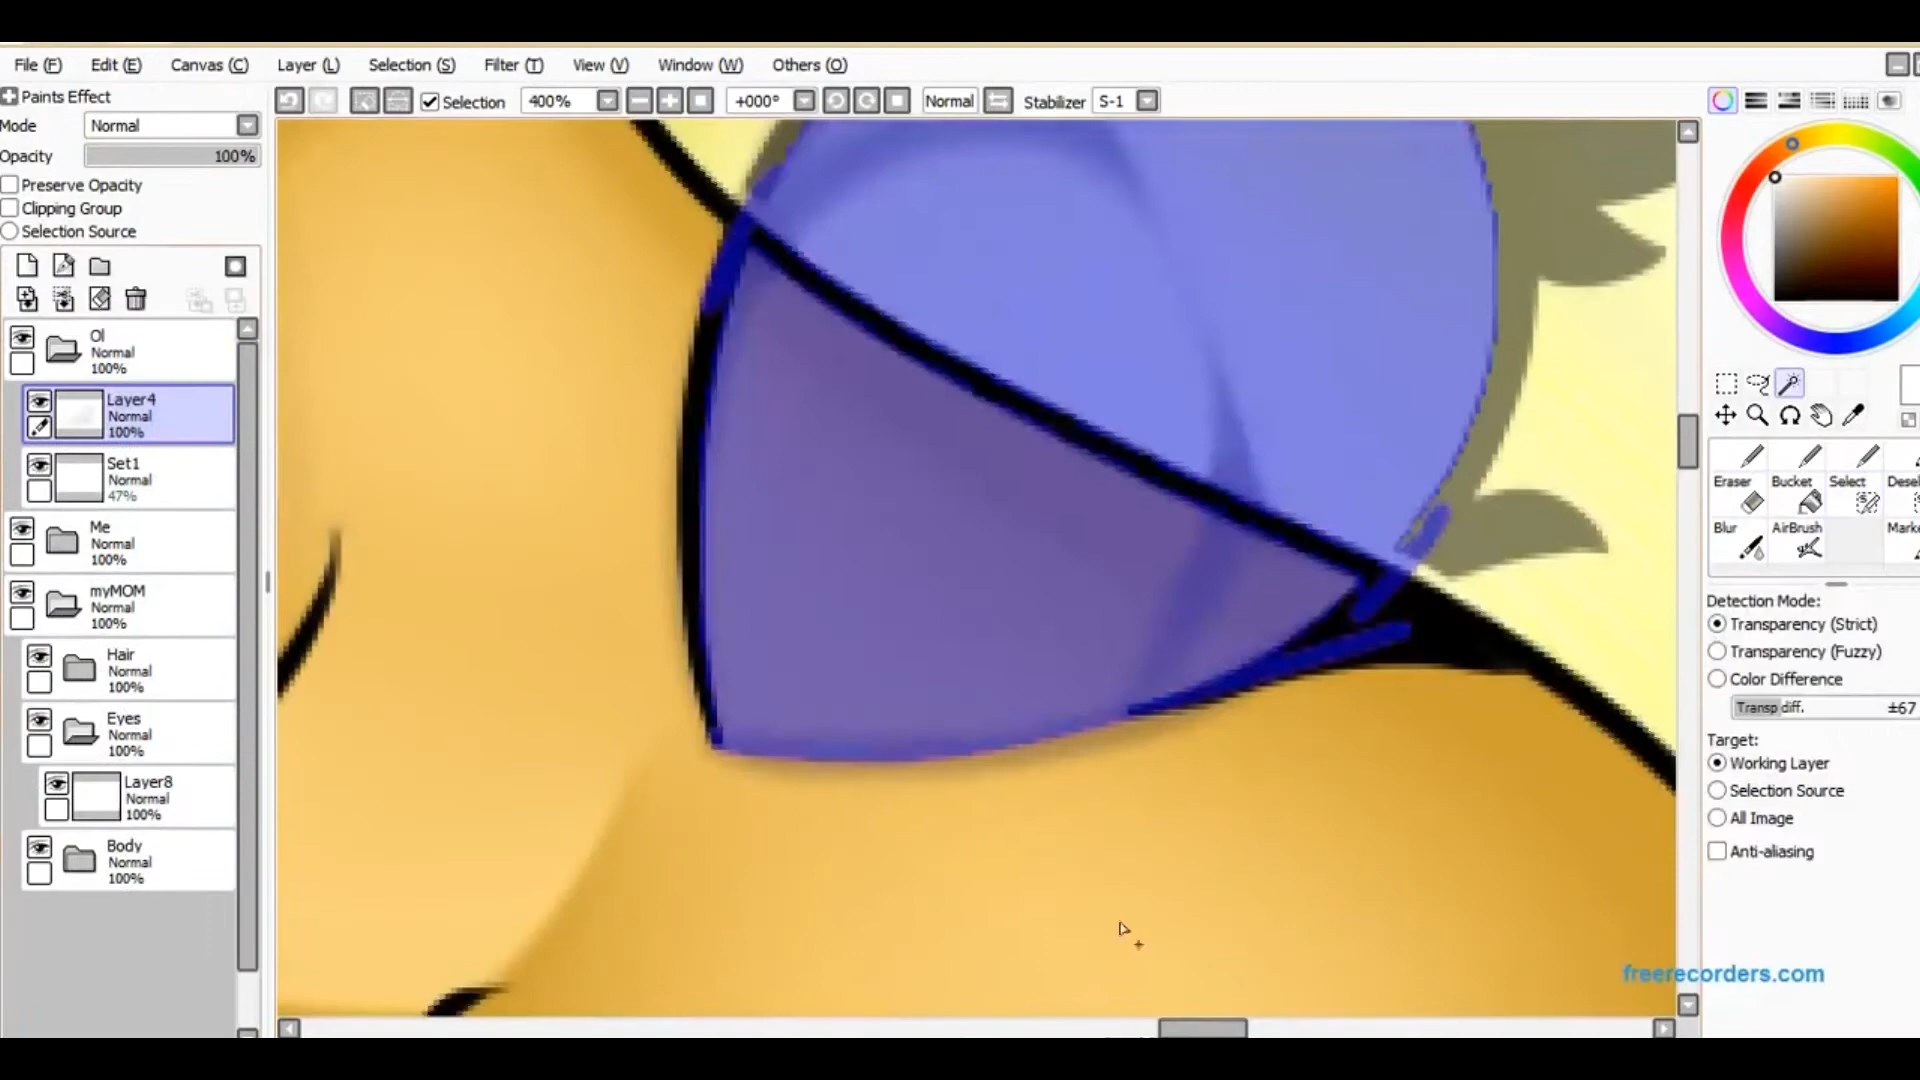 File (F) Edit (E) Canvas (C) Layer (L) Selection (S) Filter (T) View (V) Window (W) Others (O)
Paints Effect
Selection 400% +000° Normal Stabilizer S-1
Mode Normal
Opacity 100%
Preserve Opacity
Clipping Group
Selection Source
Ol
Normal
100%
Layer4
Normal
100%
Set1
Normal
47%
Me
Normal
100%
myMOM
Normal
100%
Hair
Normal
100%
Eyes
Normal
100%
Layer8
Normal
100%
Body
Normal
100%
Eraser Bucket Select Desel
Blur AirBrush Marke
Detection Mode:
Transparency (Strict)
Transparency (Fuzzy)
Color Difference
Transp diff. ±67
Target:
Working Layer
Selection Source
All Image
Anti-aliasing
freerecorders.com